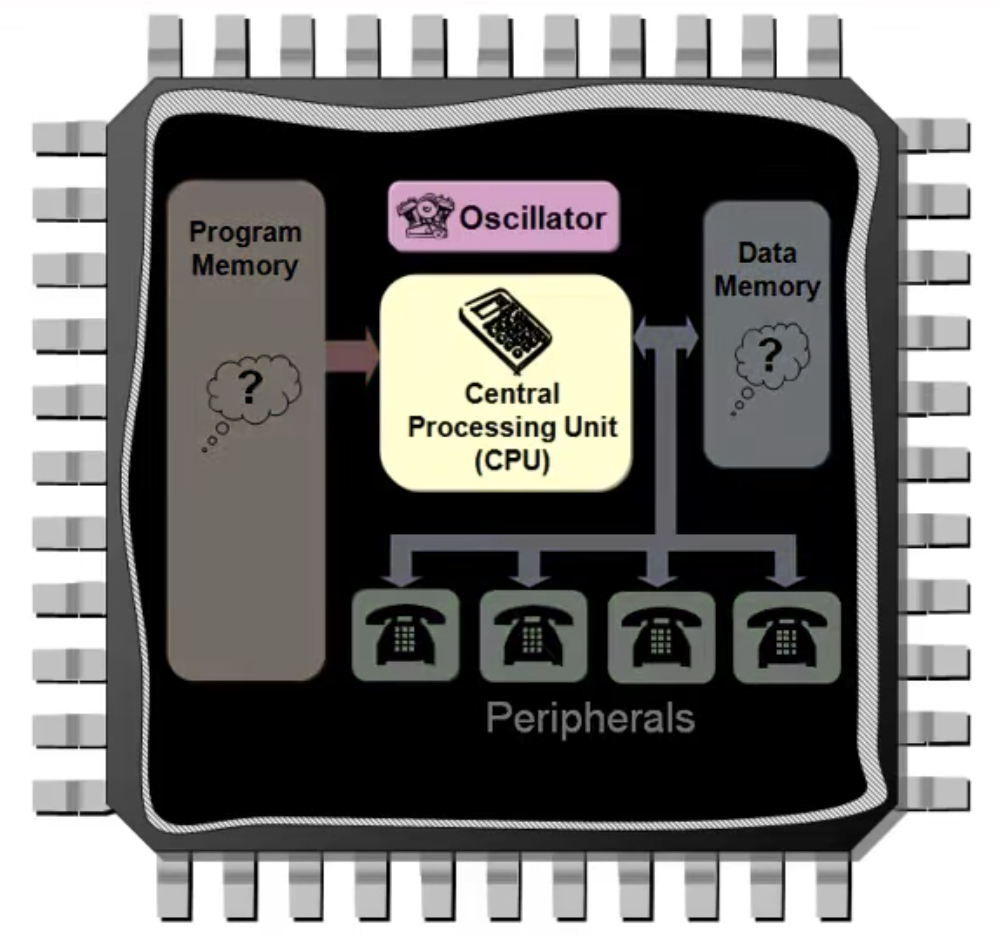 Program
Memory
?
Oscillator
Central
Processing Unit
(CPU)
Data
Memory
?
Peripherals